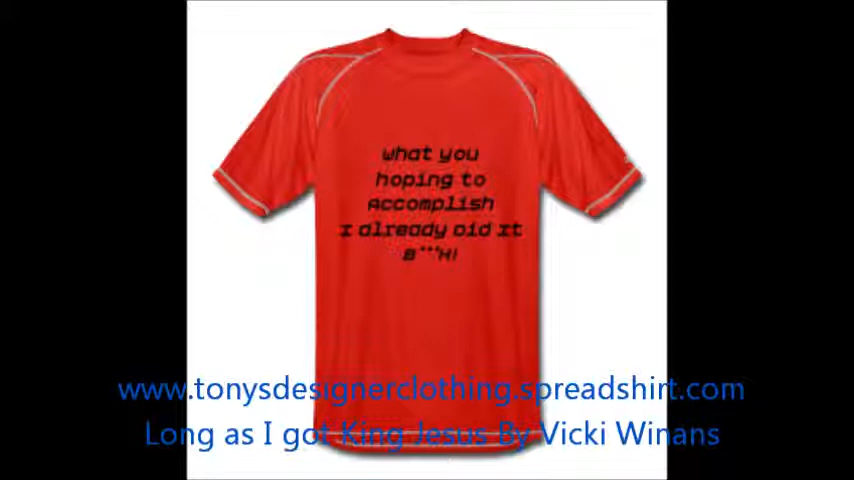 what you
hoping to
Accomplish
I already Did It
B***H!
www.tonysdesignerclothing.spreadshirt.com
Long as I got King Jesus By Vicki Winans